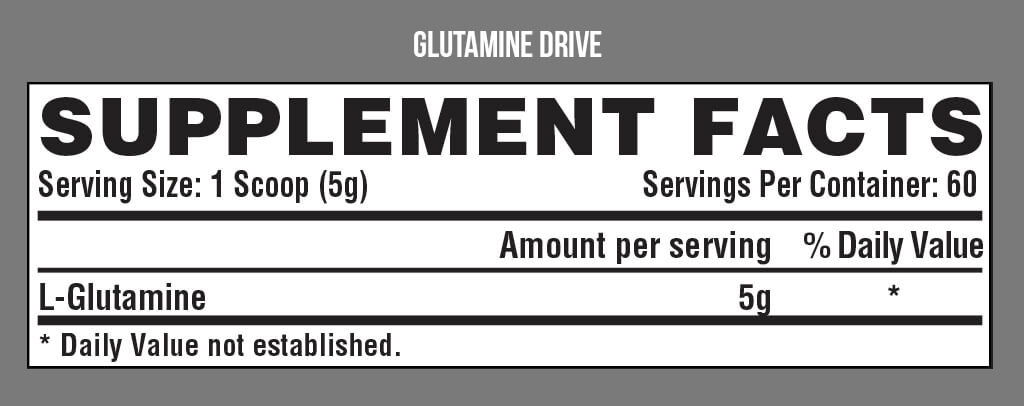 GLUTAMINE DRIVE
SUPPLEMENT FACTS
Serving Size: 1 Scoop (5g) Servings Per Container: 60
Amount per serving % Daily Value
L-Glutamine 5g *
* Daily Value not established.